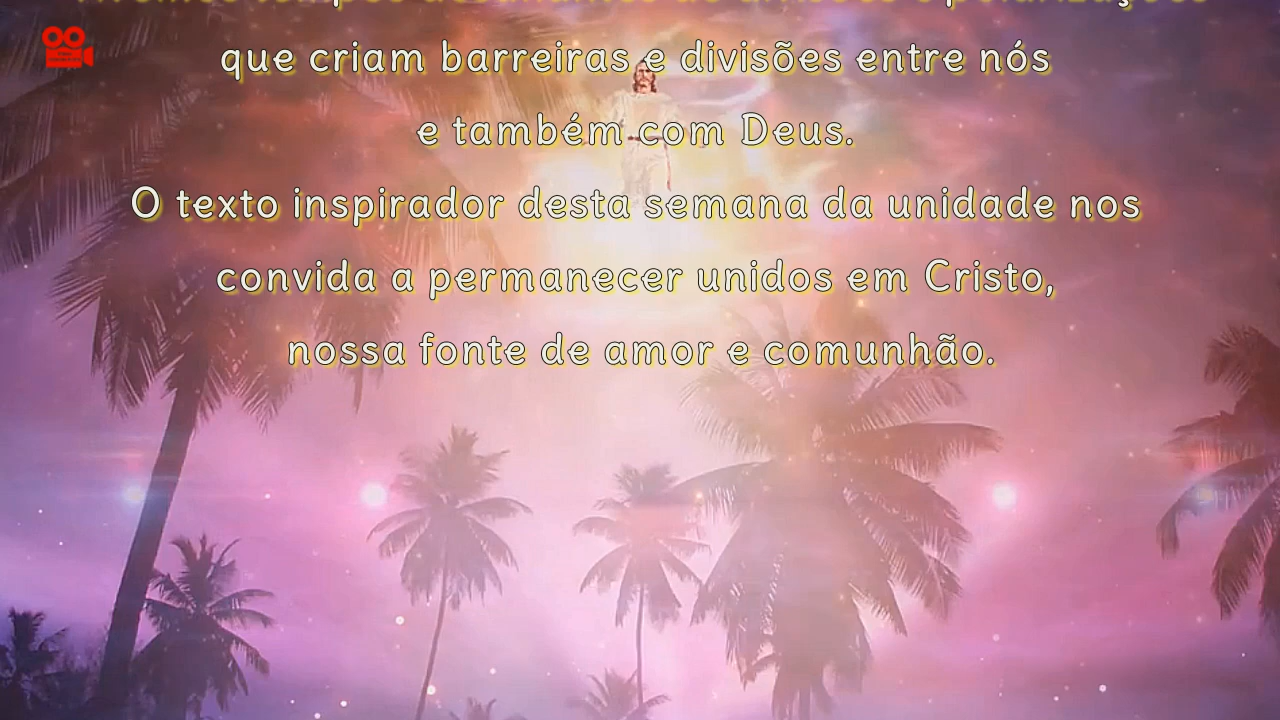 que criam barreiras e divisões entre nós
e também com Deus.
O texto inspirador desta semana da unidade nos
convida a permanecer unidos em Cristo,
nossa fonte de amor e comunhão.